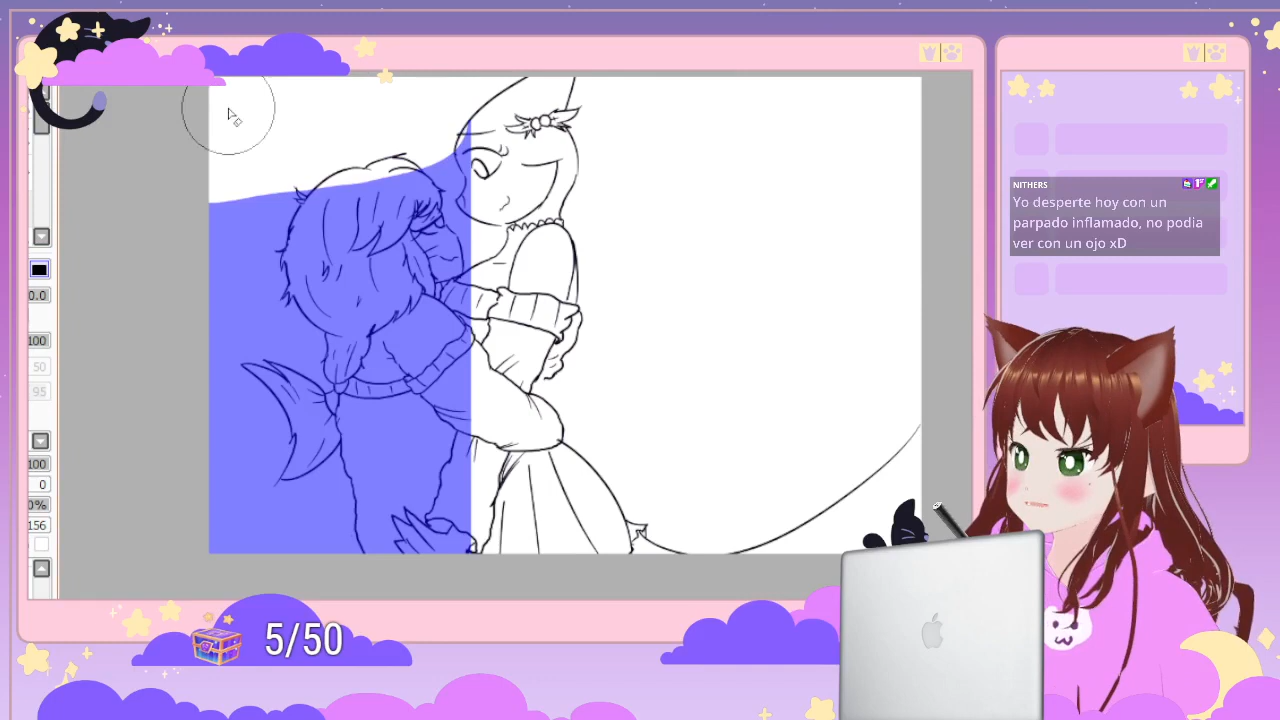 NITHERS
Yo desperte hoy con un
parpado inflamado, no podia
ver con un ojo xD
0.0
100
50
95
100
0
0%
156
5/50